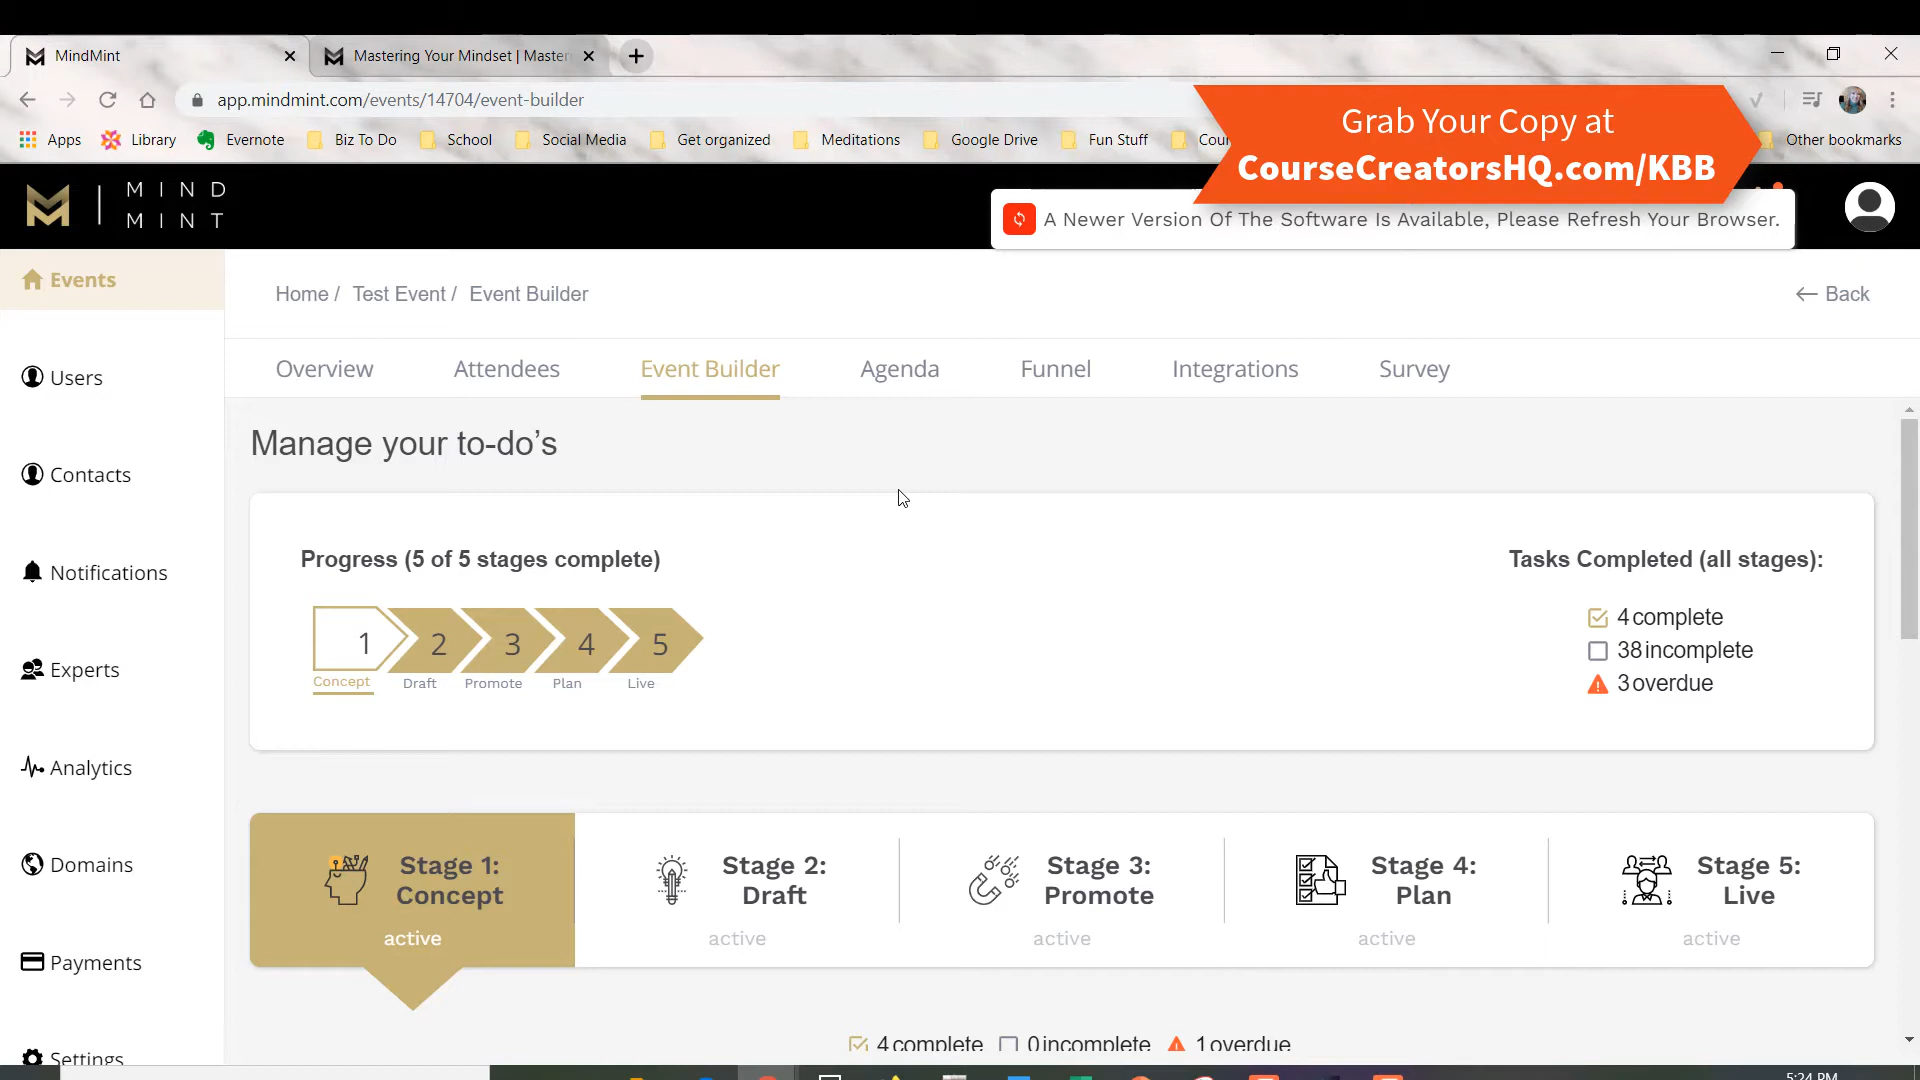 MindMint
Mastering Your Mindset | Master
app.mindmint.com/events/14704/event-builder
Grab Your Copy at
CourseCreatorsHQ.com/KBB
Apps
Library
Evernote
Biz To Do
School
Social Media
Get organized
Meditations
Google Drive
Fun Stuff
Cour
Other bookmarks
MIND
MINT
A Newer Version Of The Software Is Available, Please Refresh Your Browser.
Events
Users
Contacts
Notifications
Experts
Analytics
Domains
Payments
Settings
Home / Test Event / Event Builder
Back
Overview
Attendees
Event Builder
Agenda
Funnel
Integrations
Survey
Manage your to-do’s
Progress (5 of 5 stages complete)
1
2
3
4
5
Concept
Draft
Promote
Plan
Live
Tasks Completed (all stages):
4 complete
38 incomplete
3 overdue
Stage 1:
Concept
active
Stage 2:
Draft
active
Stage 3:
Promote
active
Stage 4:
Plan
active
Stage 5:
Live
active
4 complete
0 incomplete
1 overdue
5:24 PM